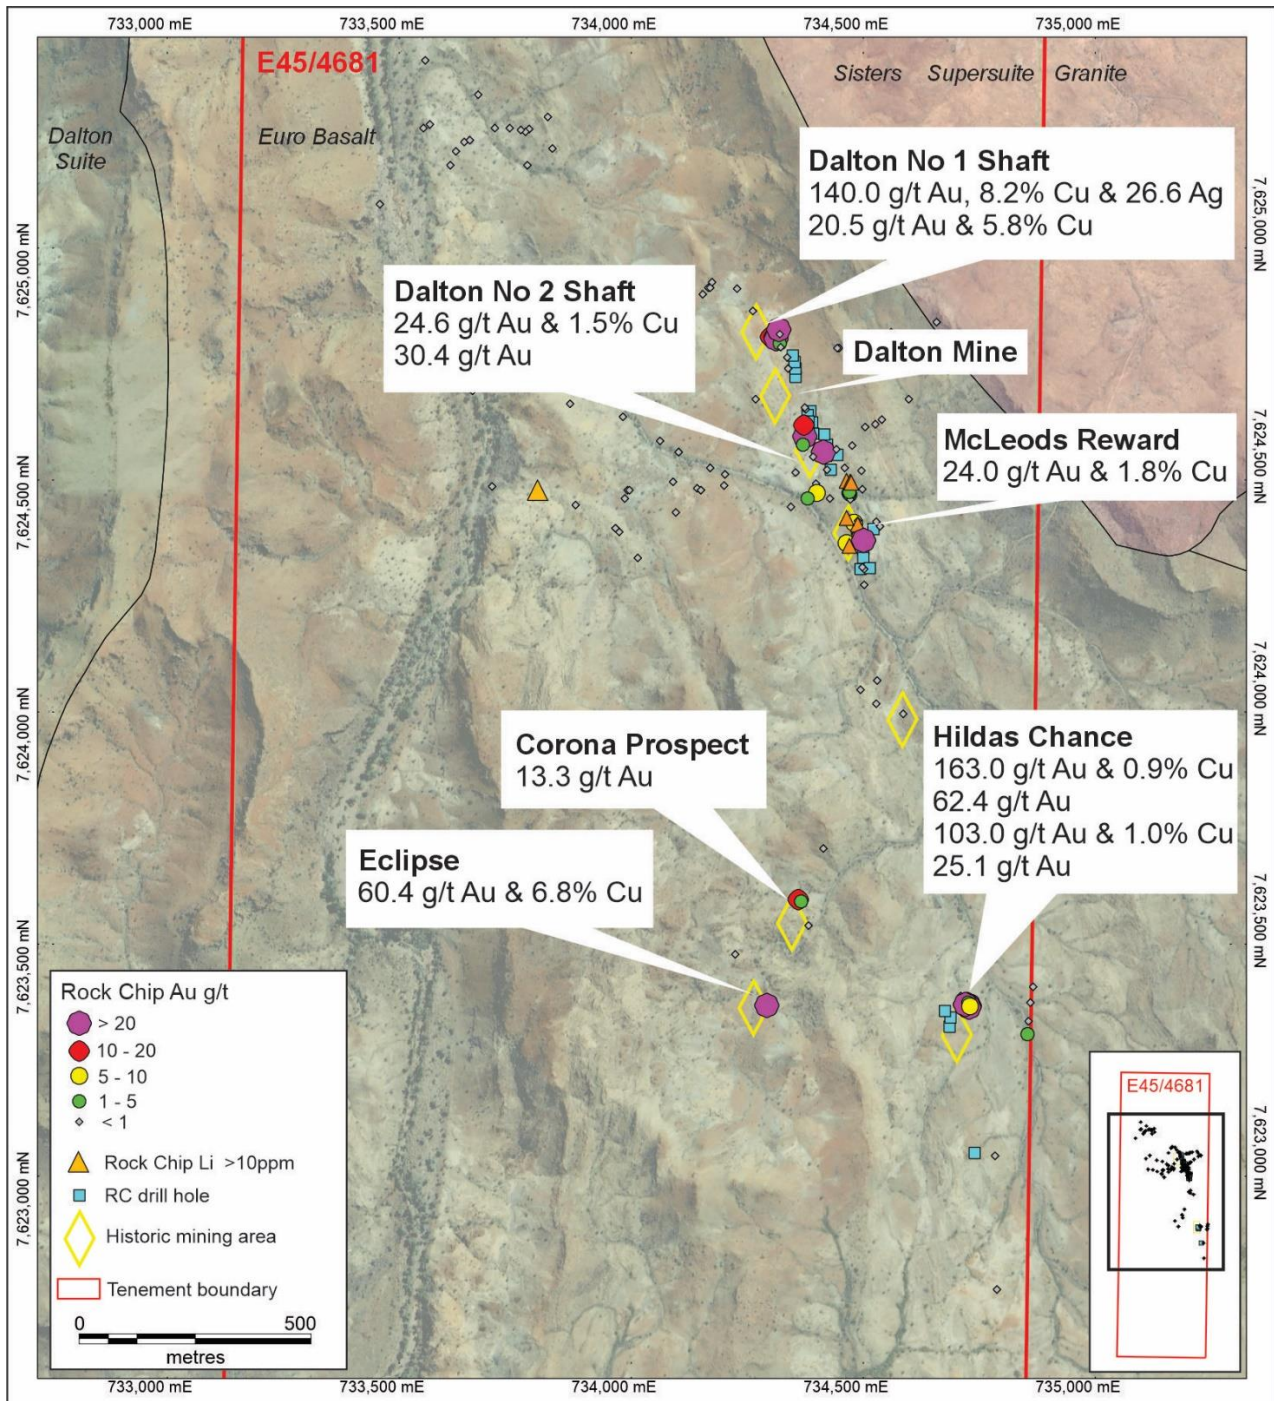 733,000 mE
733,500 mE
734,000 mE
734,500 mE
735,000 mE
E45/4681
Sisters Supersuite Granite
Dalton
Suite
Euro Basalt
Dalton No 1 Shaft
140.0 g/t Au, 8.2% Cu & 26.6 Ag
20.5 g/t Au & 5.8% Cu
7,625,000 mN
7,625,000 mN
Dalton No 2 Shaft
24.6 g/t Au & 1.5% Cu
30.4 g/t Au
Dalton Mine
McLeods Reward
24.0 g/t Au & 1.8% Cu
7,624,500 mN
7,624,500 mN
7,624,000 mN
7,624,000 mN
Corona Prospect
13.3 g/t Au
Hildas Chance
163.0 g/t Au & 0.9% Cu
62.4 g/t Au
103.0 g/t Au & 1.0% Cu
25.1 g/t Au
Eclipse
60.4 g/t Au & 6.8% Cu
7,623,500 mN
7,623,500 mN
Rock Chip Au g/t
> 20
10 - 20
5 - 10
1 - 5
< 1
Rock Chip Li >10ppm
RC drill hole
Historic mining area
Tenement boundary
0 500
metres
E45/4681
7,623,000 mN
7,623,000 mN
733,000 mE
733,500 mE
734,000 mE
734,500 mE
735,000 mE